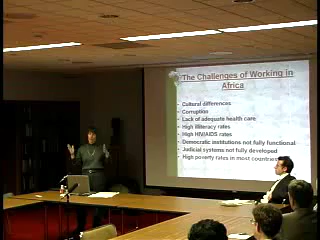 The Challenges of Working in
Africa
Cultural differences
Corruption
Lack of adequate health care
High illiteracy rates
High HIV/AIDS rates
Democratic institutions not fully functional
Judicial systems not fully developed
High poverty rates in most countries